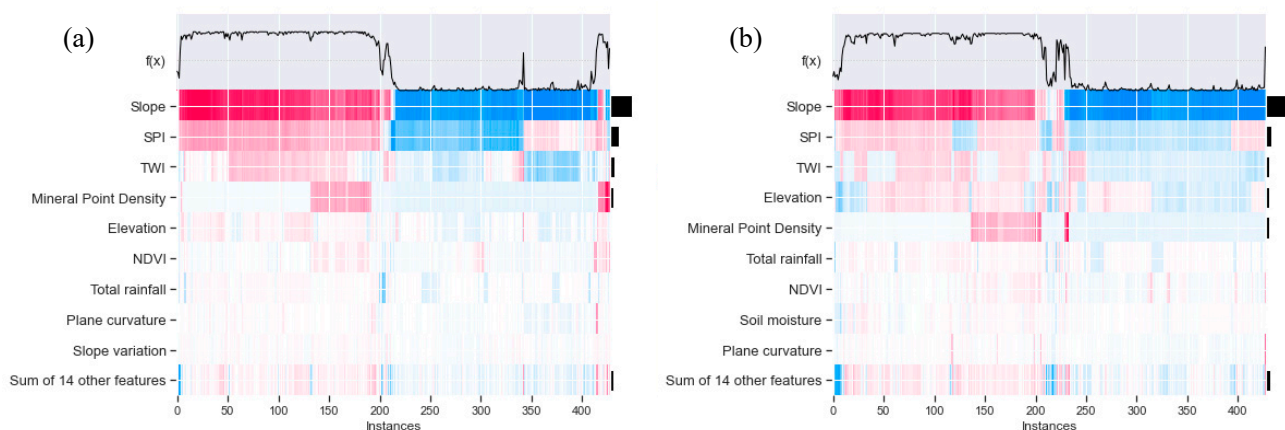 (a)
f(x)
Slope
SPI
TWI
Mineral Point Density
Elevation
NDVI
Total rainfall
Plane curvature
Slope variation
Sum of 14 other features
0 50 100 150 200 250 300 350 400
Instances
(b)
f(x)
Slope
SPI
TWI
Elevation
Mineral Point Density
Total rainfall
NDVI
Soil moisture
Plane curvature
Sum of 14 other features
0 50 100 150 200 250 300 350 400
Instances